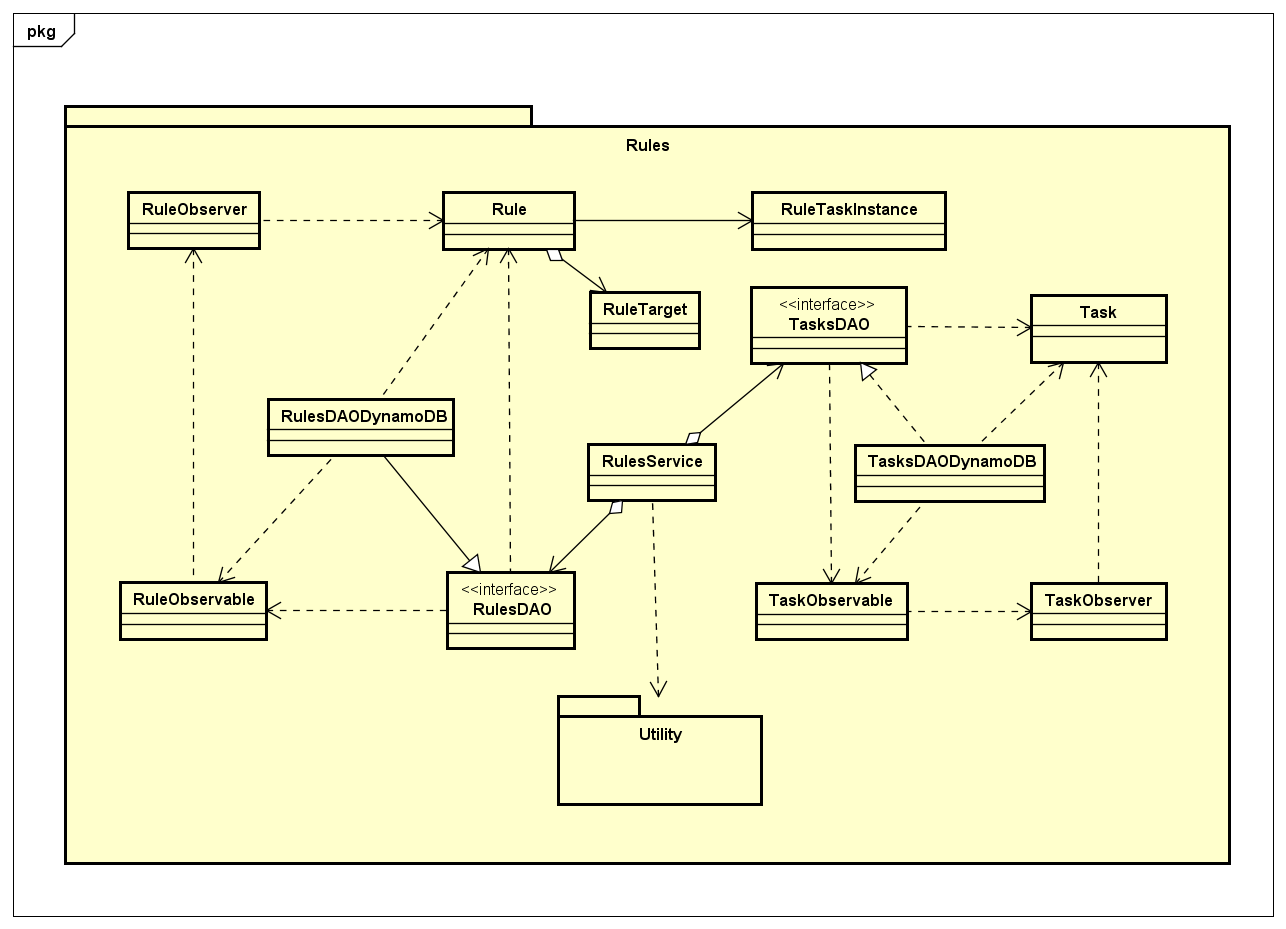 pkg
Rules
RuleObserver
Rule
RuleTaskInstance
RuleTarget
<<interface>>
TasksDAO
Task
RulesDAODynamoDB
RulesService
TasksDAODynamoDB
RuleObservable
<<interface>>
RulesDAO
TaskObservable
TaskObserver
Utility